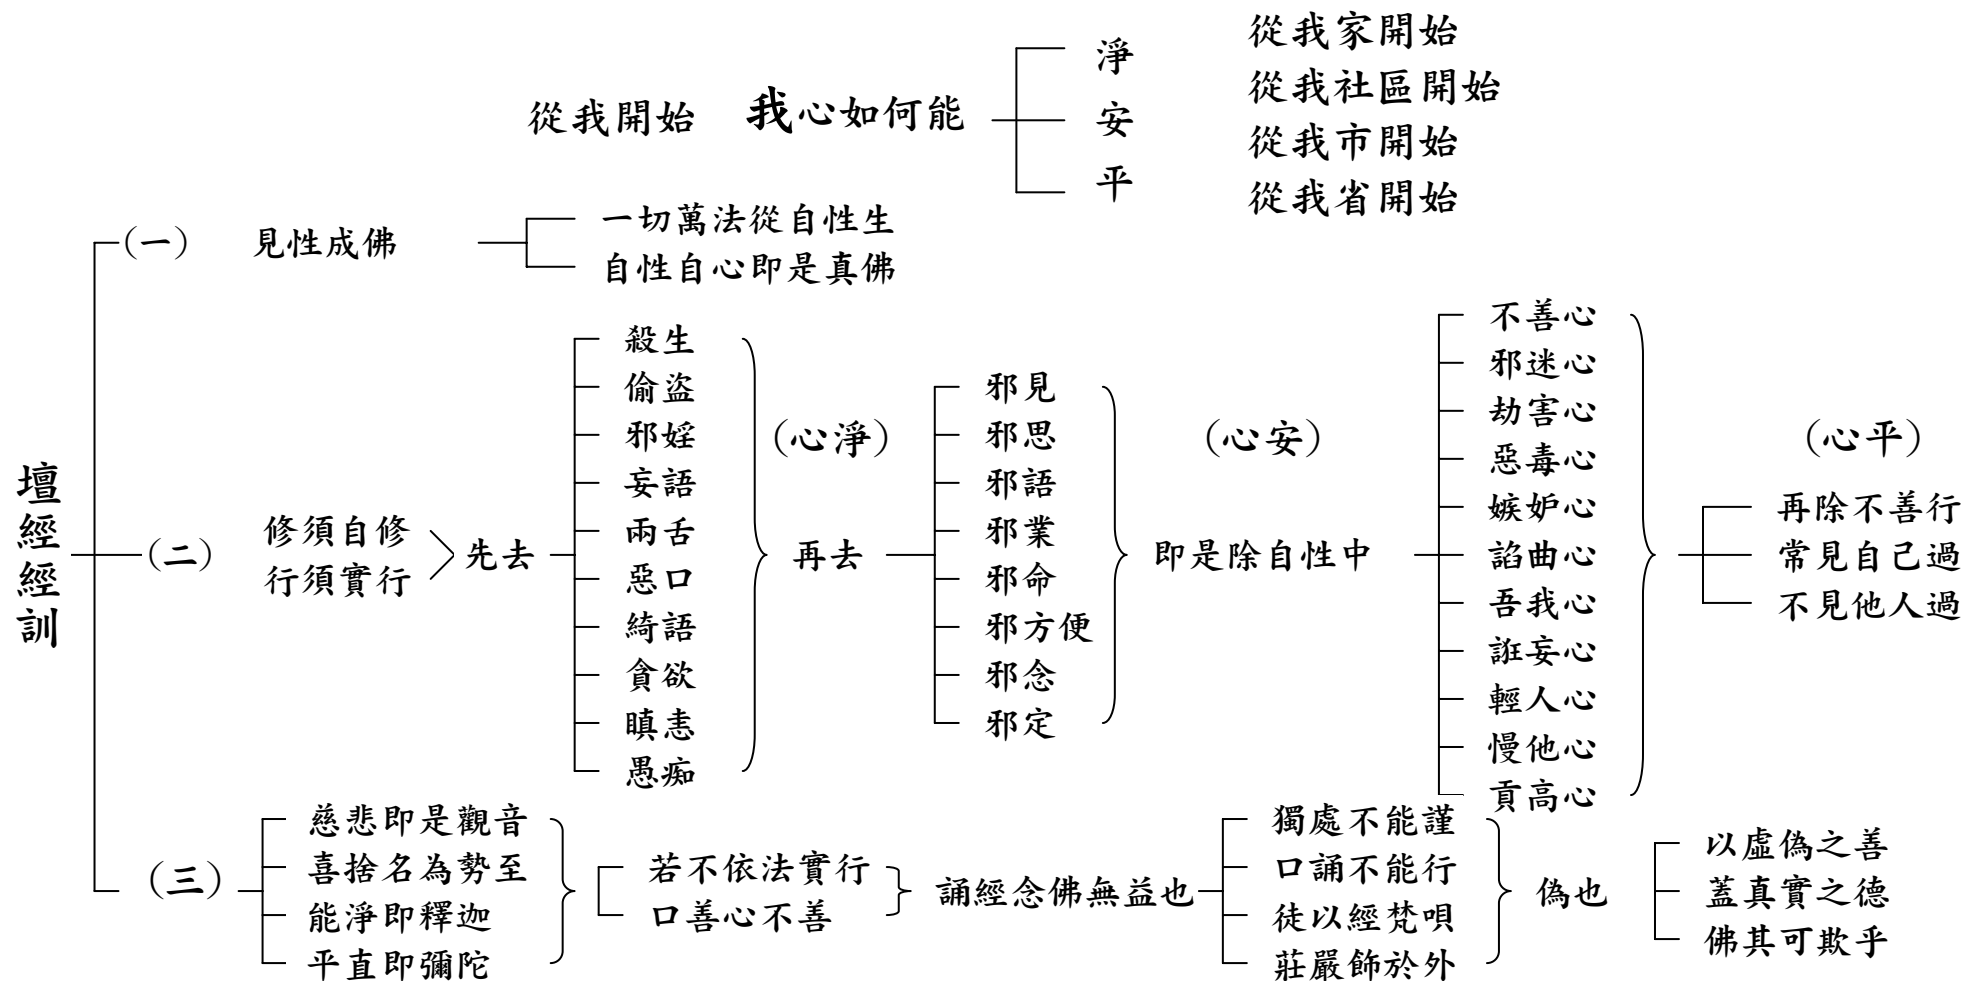 從我開始 我心如何能
淨
安
平
從我家開始
從我社區開始
從我市開始
從我省開始
壇經經訓
(一) 見性成佛
一切萬法從自性生
自性自心即是真佛
(二)
修須自修
行須實行
先去
殺生
偷盜
邪婬
妄語
兩舌
惡口
綺語
貪欲
瞋恚
愚痴
(心淨)
再去
邪見
邪思
邪語
邪業
邪命
邪方便
邪念
邪定
(心安)
即是除自性中
不善心
邪迷心
劫害心
惡毒心
嫉妒心
諂曲心
吾我心
誑妄心
輕人心
慢他心
貢高心
(心平)
再除不善行
常見自己過
不見他人過
(三)
慈悲即是觀音
喜捨名為勢至
能淨即釋迦
平直即彌陀
若不依法實行
口善心不善
誦經念佛無益也
獨處不能謹
口誦不能行
徒以經梵唄
莊嚴飾於外
偽也
以虛偽之善
蓋真實之德
佛其可欺乎